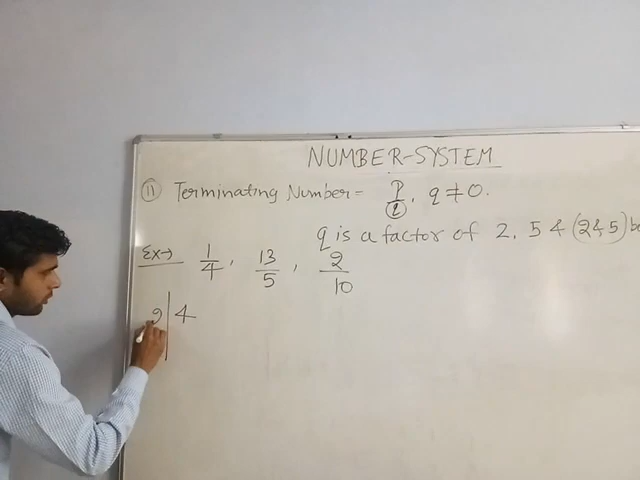 NUMBER-SYSTEM
(11) Terminating Number = p/q, q ≠ 0.
q is a factor of 2, 5 & (2&5)
Ex→ 1/4, 13/5, 2/10
2|4